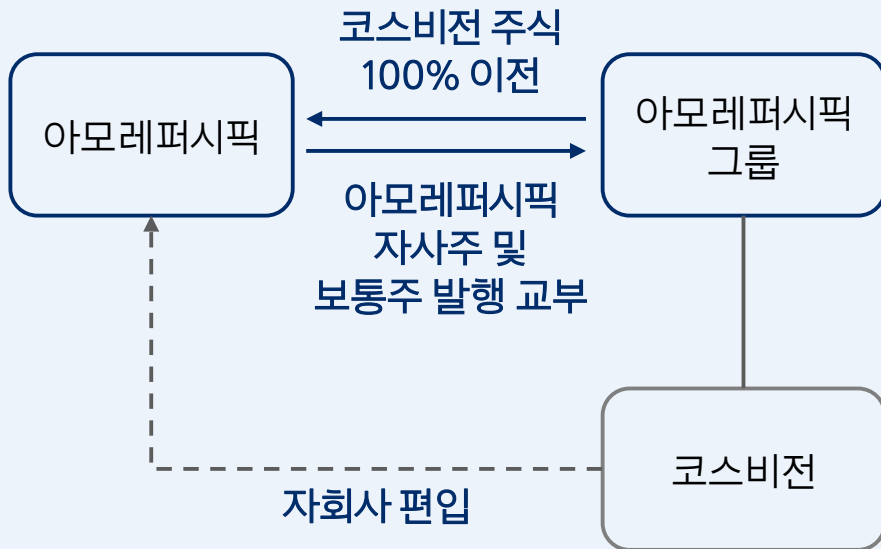 코스비전 주식
100% 이전
아모레퍼시픽
아모레퍼시픽
그룹
아모레퍼시픽
자사주 및
보통주 발행 교부
코스비전
자회사 편입